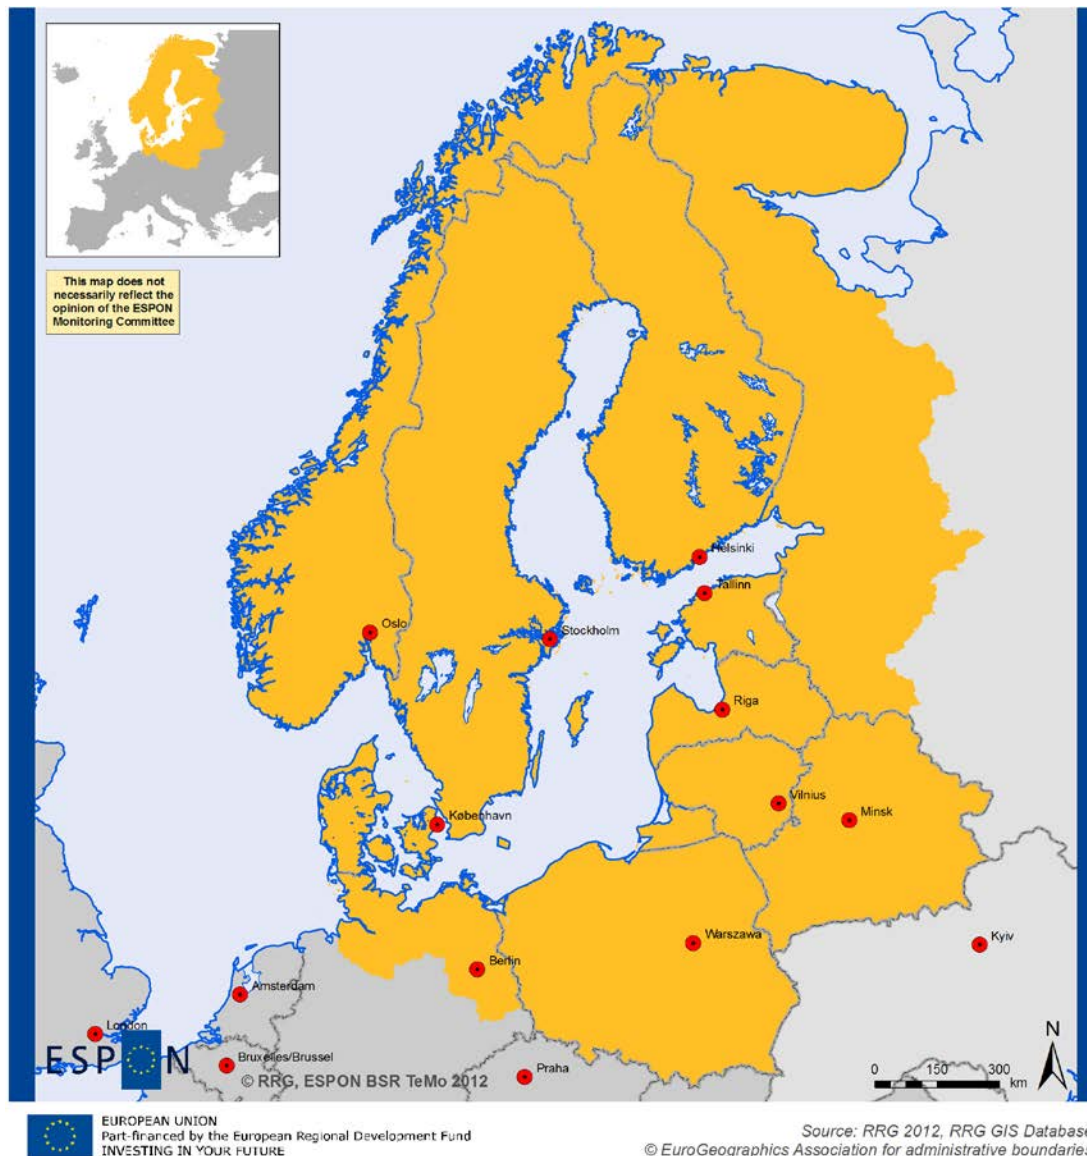 This map does not
necessarily reflect the
opinion of the ESPON
Monitoring Committee
Helsinki
Tallinn
Oslo
Stockholm
Riga
Vilnius
København
Minsk
Warszawa
Kyiv
Berlin
Amsterdam
London
Bruxelles/Brussel
Praha
ESPON
© RRG, ESPON BSR TeMo 2012
N
0 150 300
km
EUROPEAN UNION
Part-financed by the European Regional Development Fund
INVESTING IN YOUR FUTURE
Source: RRG 2012, RRG GIS Database
© EuroGeographics Association for administrative boundaries